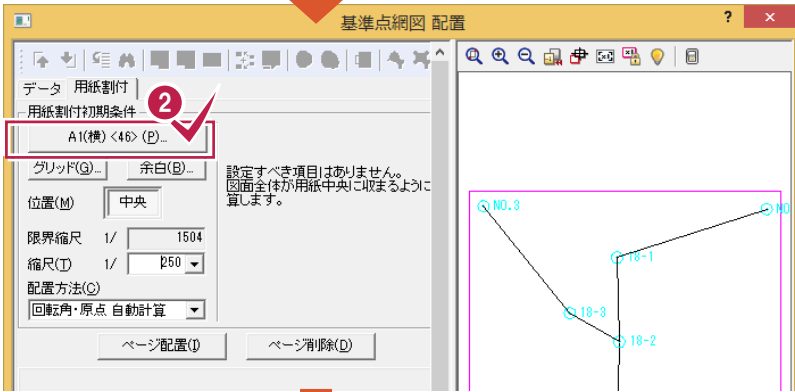 基準点網図 配置
? ×
データ 用紙割付
用紙割付初期条件
2
A1(横) <46> (P)...
グリッド(G)... 余白(B)...
設定すべき項目はありません。
図面全体が用紙中央に収まるように
算します。
位置(M) 中央
限界縮尺 1/ 1504
縮尺(T) 1/ 250
配置方法(C)
回転角・原点 自動計算
ページ配置(I) ページ削除(D)
NO.3
NO
18-1
18-3
18-2